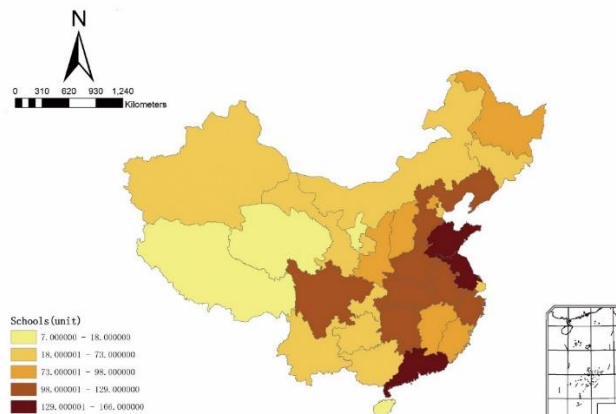 N
0 310 620 930 1,240
Kilometers
Schools(unit)
7.000000 - 18.000000
18.000001 - 73.000000
73.000001 - 98.000000
98.000001 - 129.000000
129.000001 - 166.000000